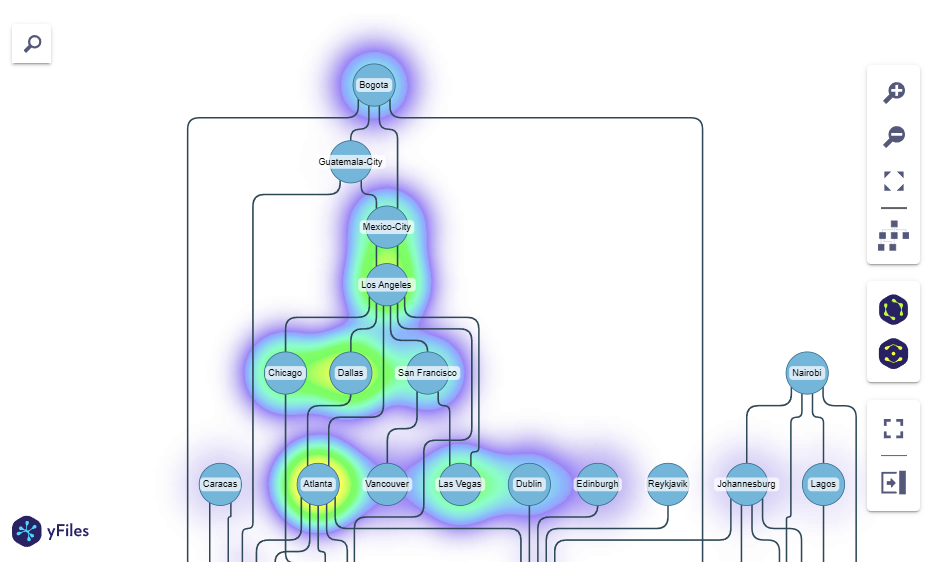 Bogota
Guatemala-City
Mexico-City
Los Angeles
Chicago
Dallas
San Francisco
Nairobi
Caracas
Atlanta
Vancouver
Las Vegas
Dublin
Edinburgh
Reykjavik
Johannesburg
Lagos
yFiles